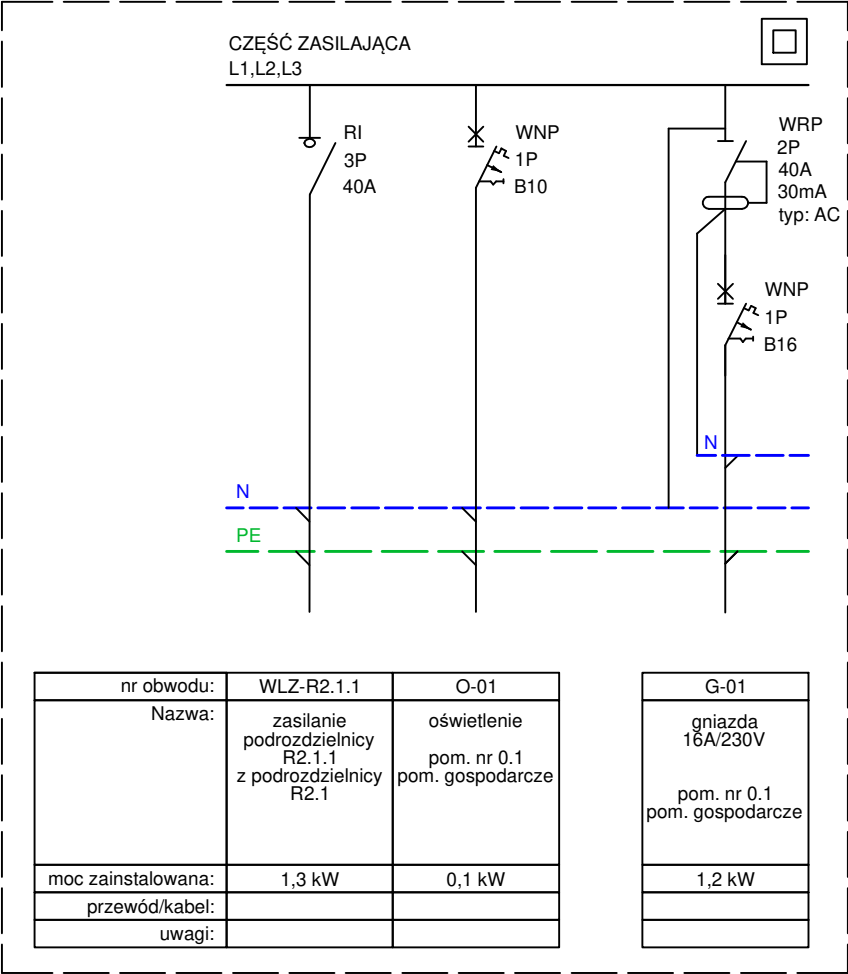 CZĘŚĆ ZASILAJĄCA
L1,L2,L3
RI
3P
40A
WNP
1P
B10
WRP
2P
40A
30mA
typ: AC
WNP
1P
B16
N
N
PE
nr obwodu: WLZ-R2.1.1 O-01 G-01
Nazwa:
zasilanie
podrozdzielnicy
R2.1.1
z podrozdzielnicy
R2.1
oświetlenie
pom. nr 0.1
pom. gospodarcze
gniazda
16A/230V
pom. nr 0.1
pom. gospodarcze
moc zainstalowana: 1,3 kW 0,1 kW 1,2 kW
przewód/kabel:
uwagi: